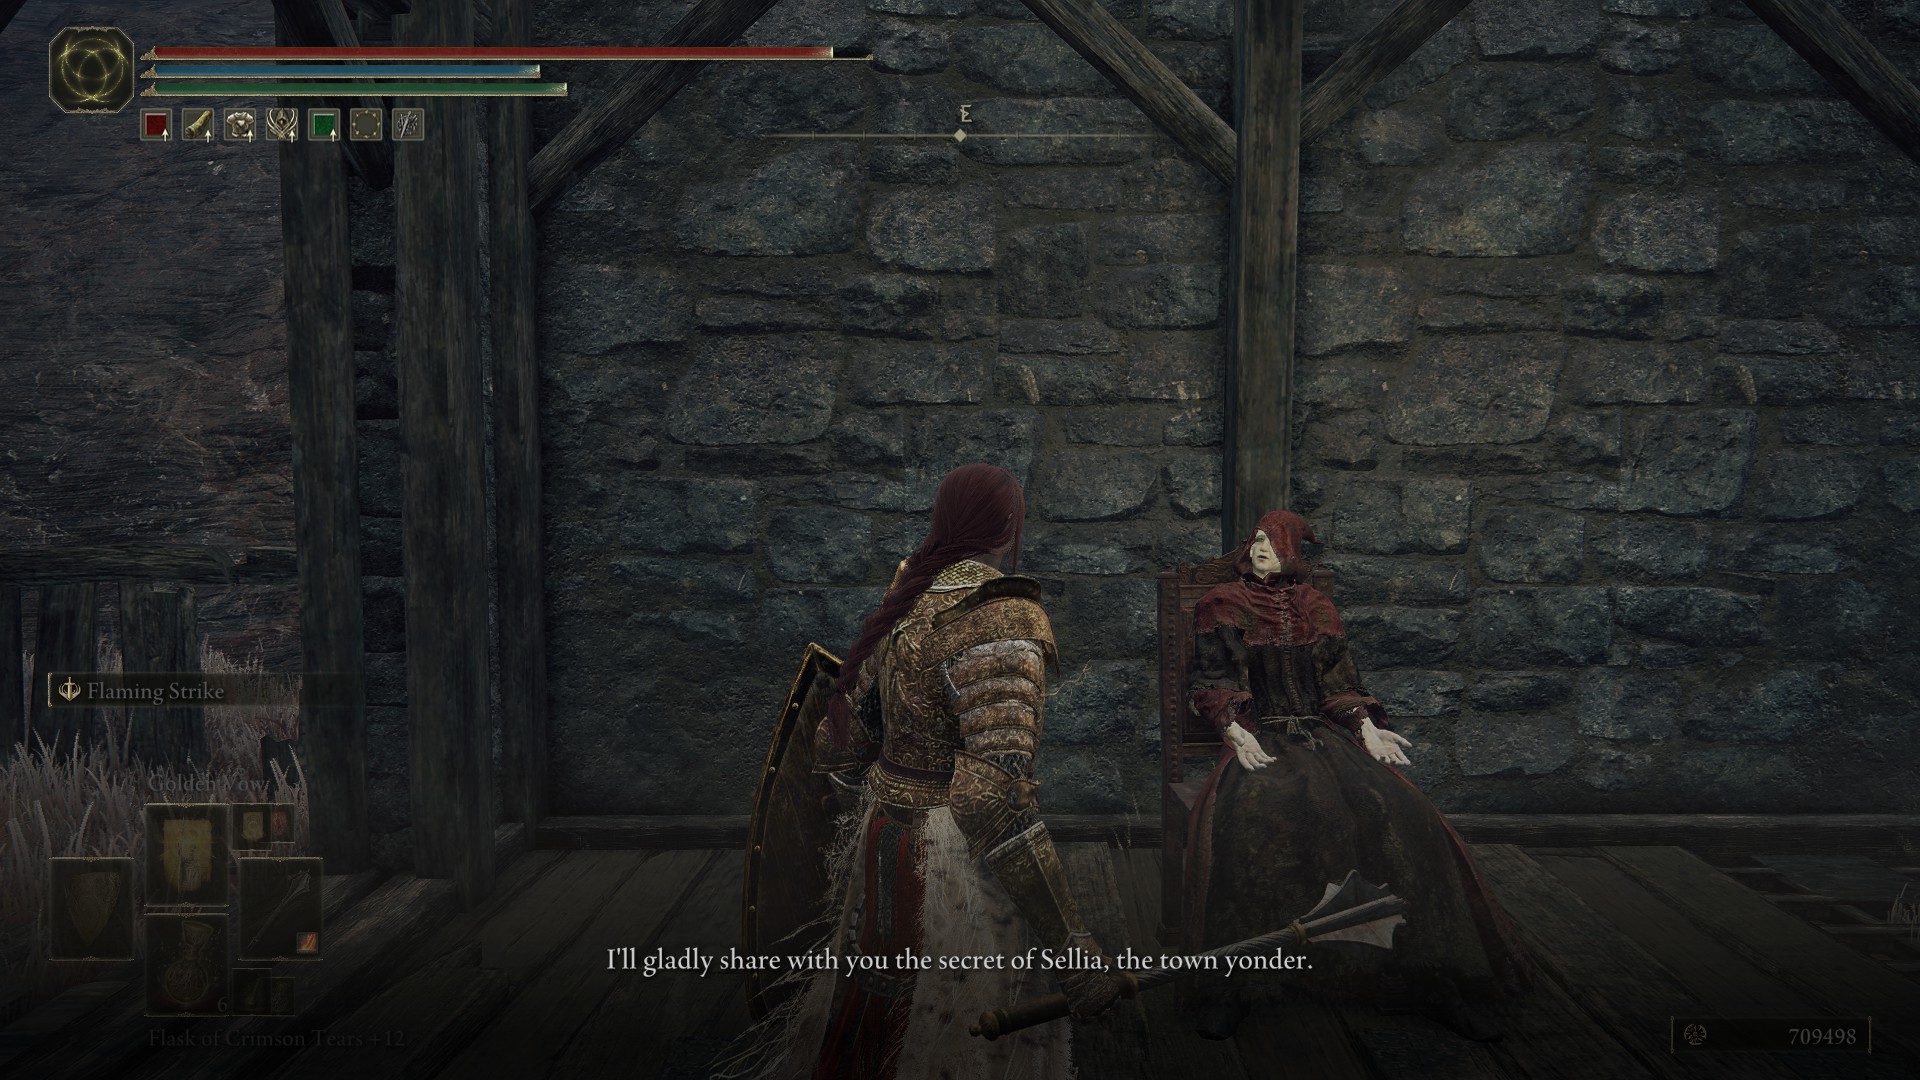 E
Flaming Strike
Golden Vow
I'll gladly share with you the secret of Sellia, the town yonder.
6
Flask of Crimson Tears +12
709498